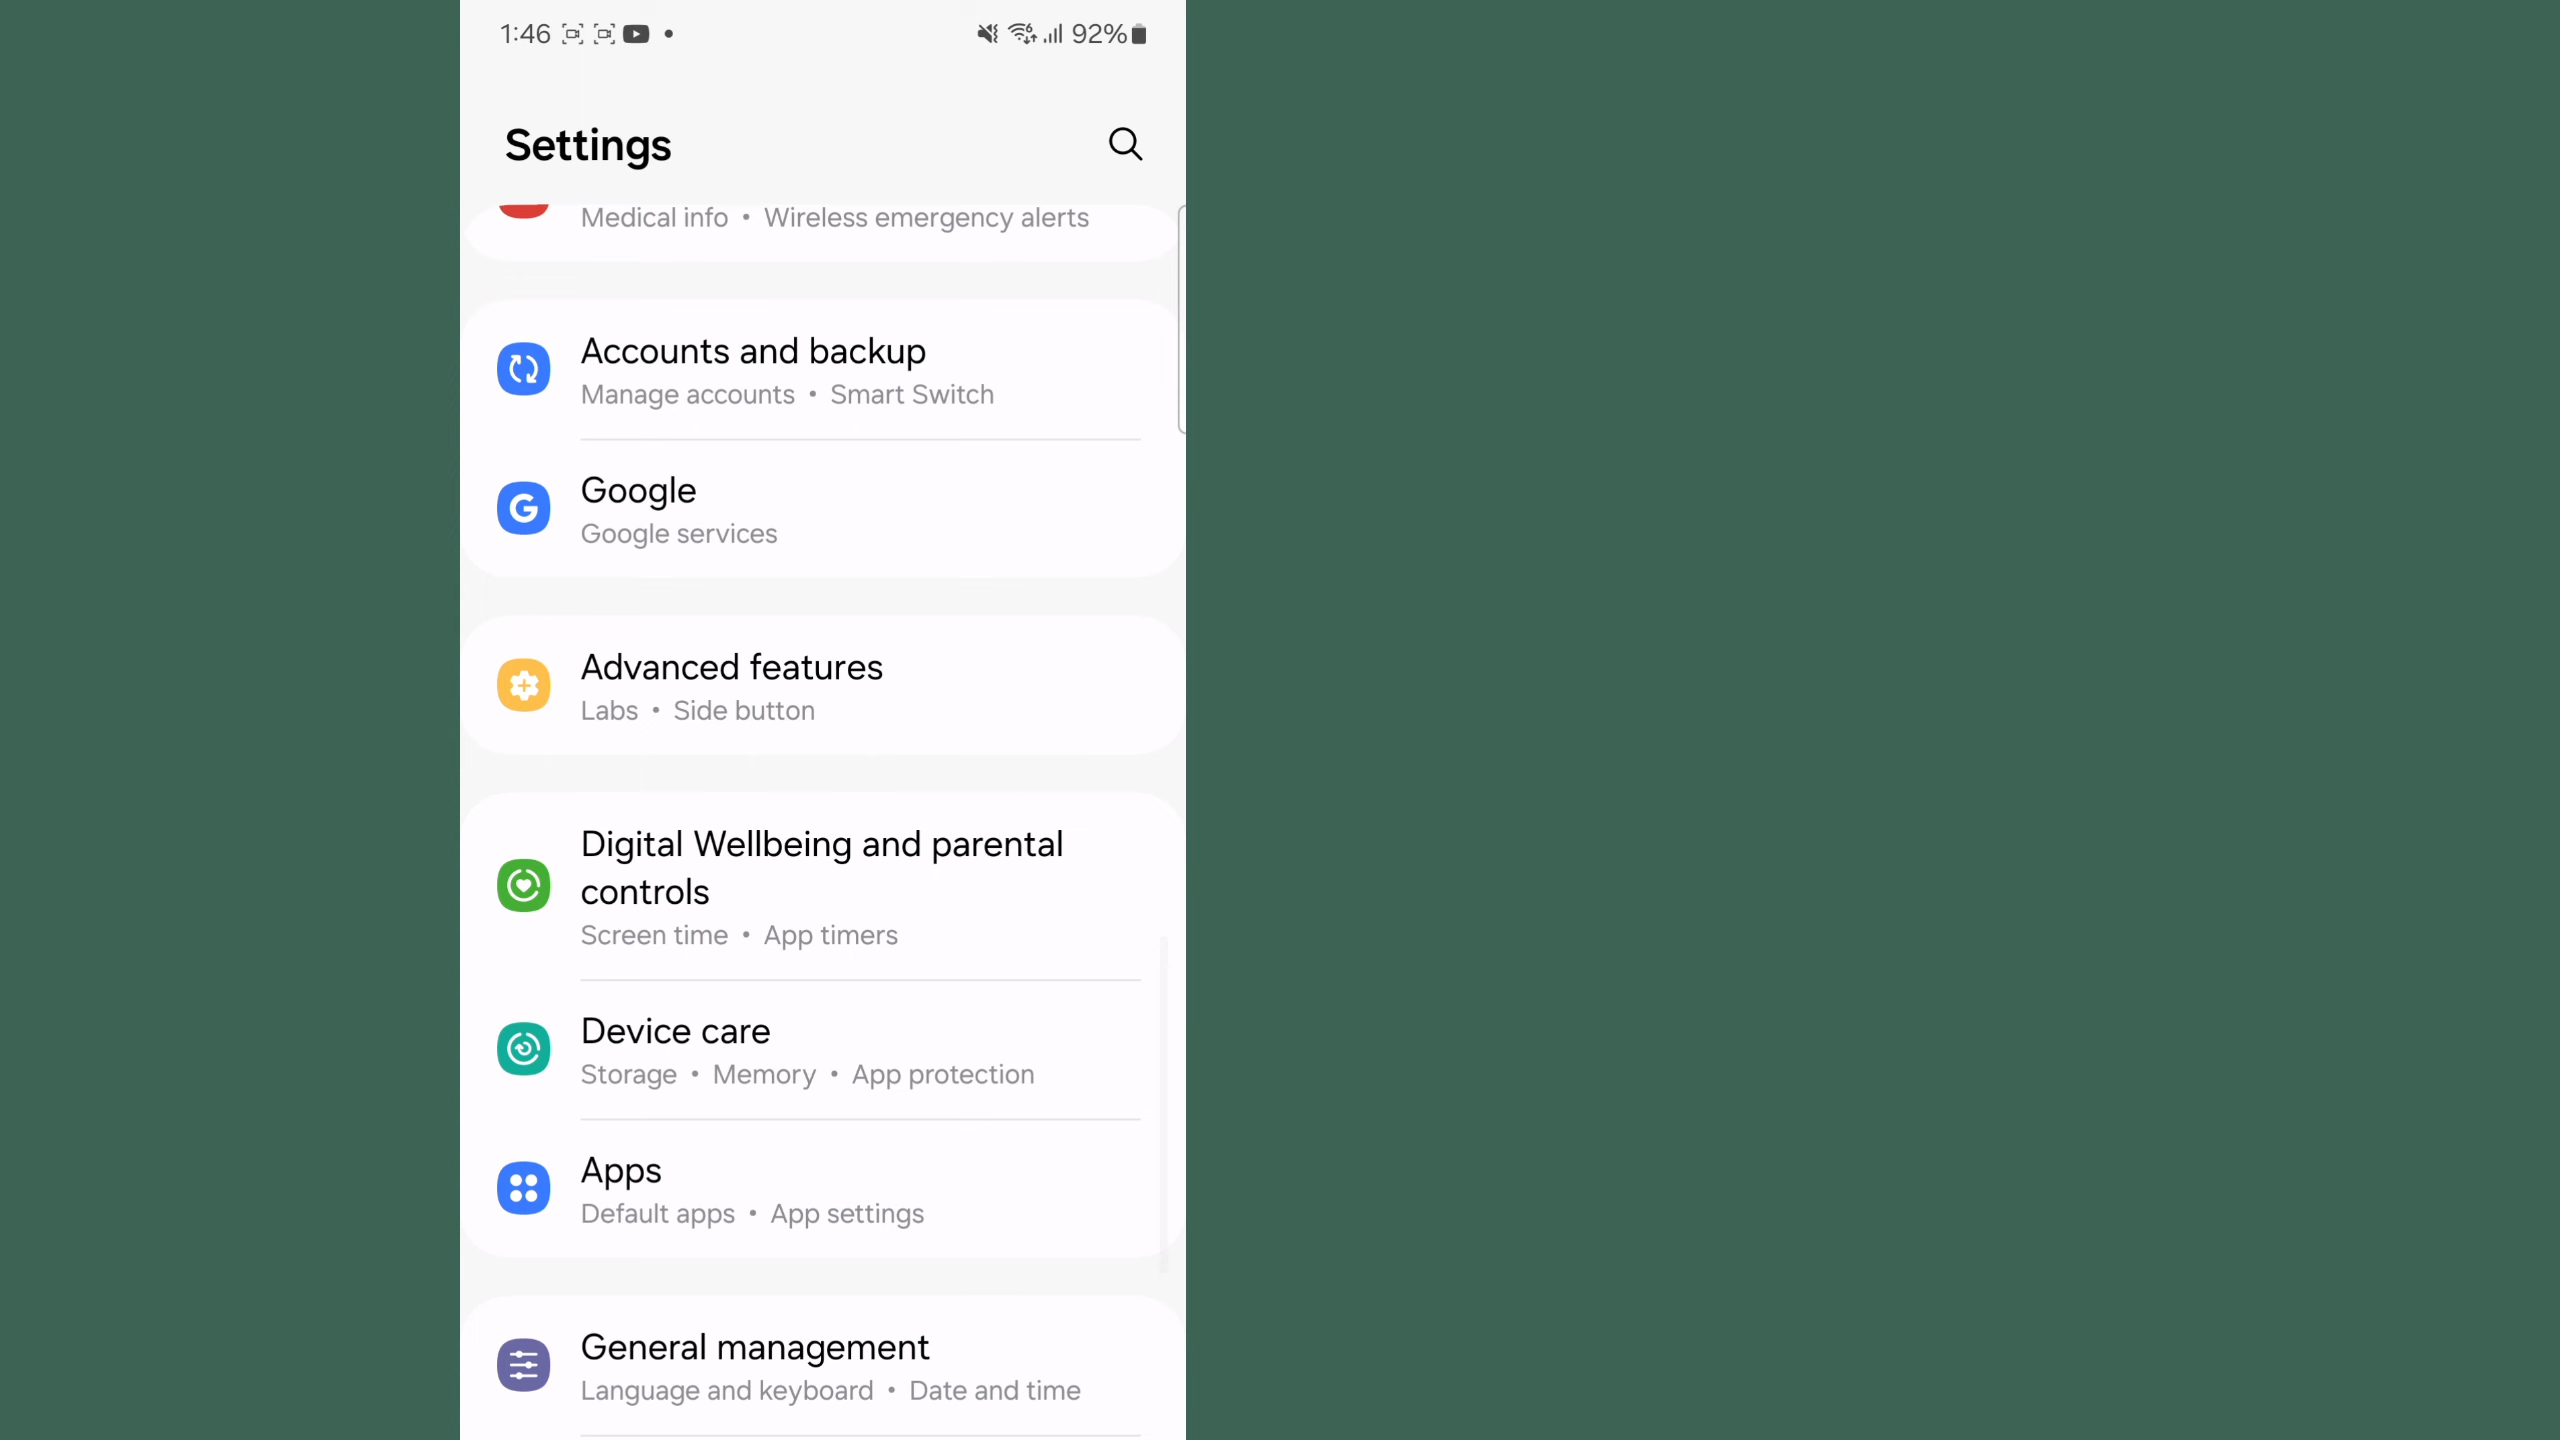 1:46
92%
Settings
Medical info • Wireless emergency alerts
Accounts and backup
Manage accounts • Smart Switch
Google
Google services
Advanced features
Labs • Side button
Digital Wellbeing and parental
controls
Screen time • App timers
Device care
Storage • Memory • App protection
Apps
Default apps • App settings
General management
Language and keyboard • Date and time